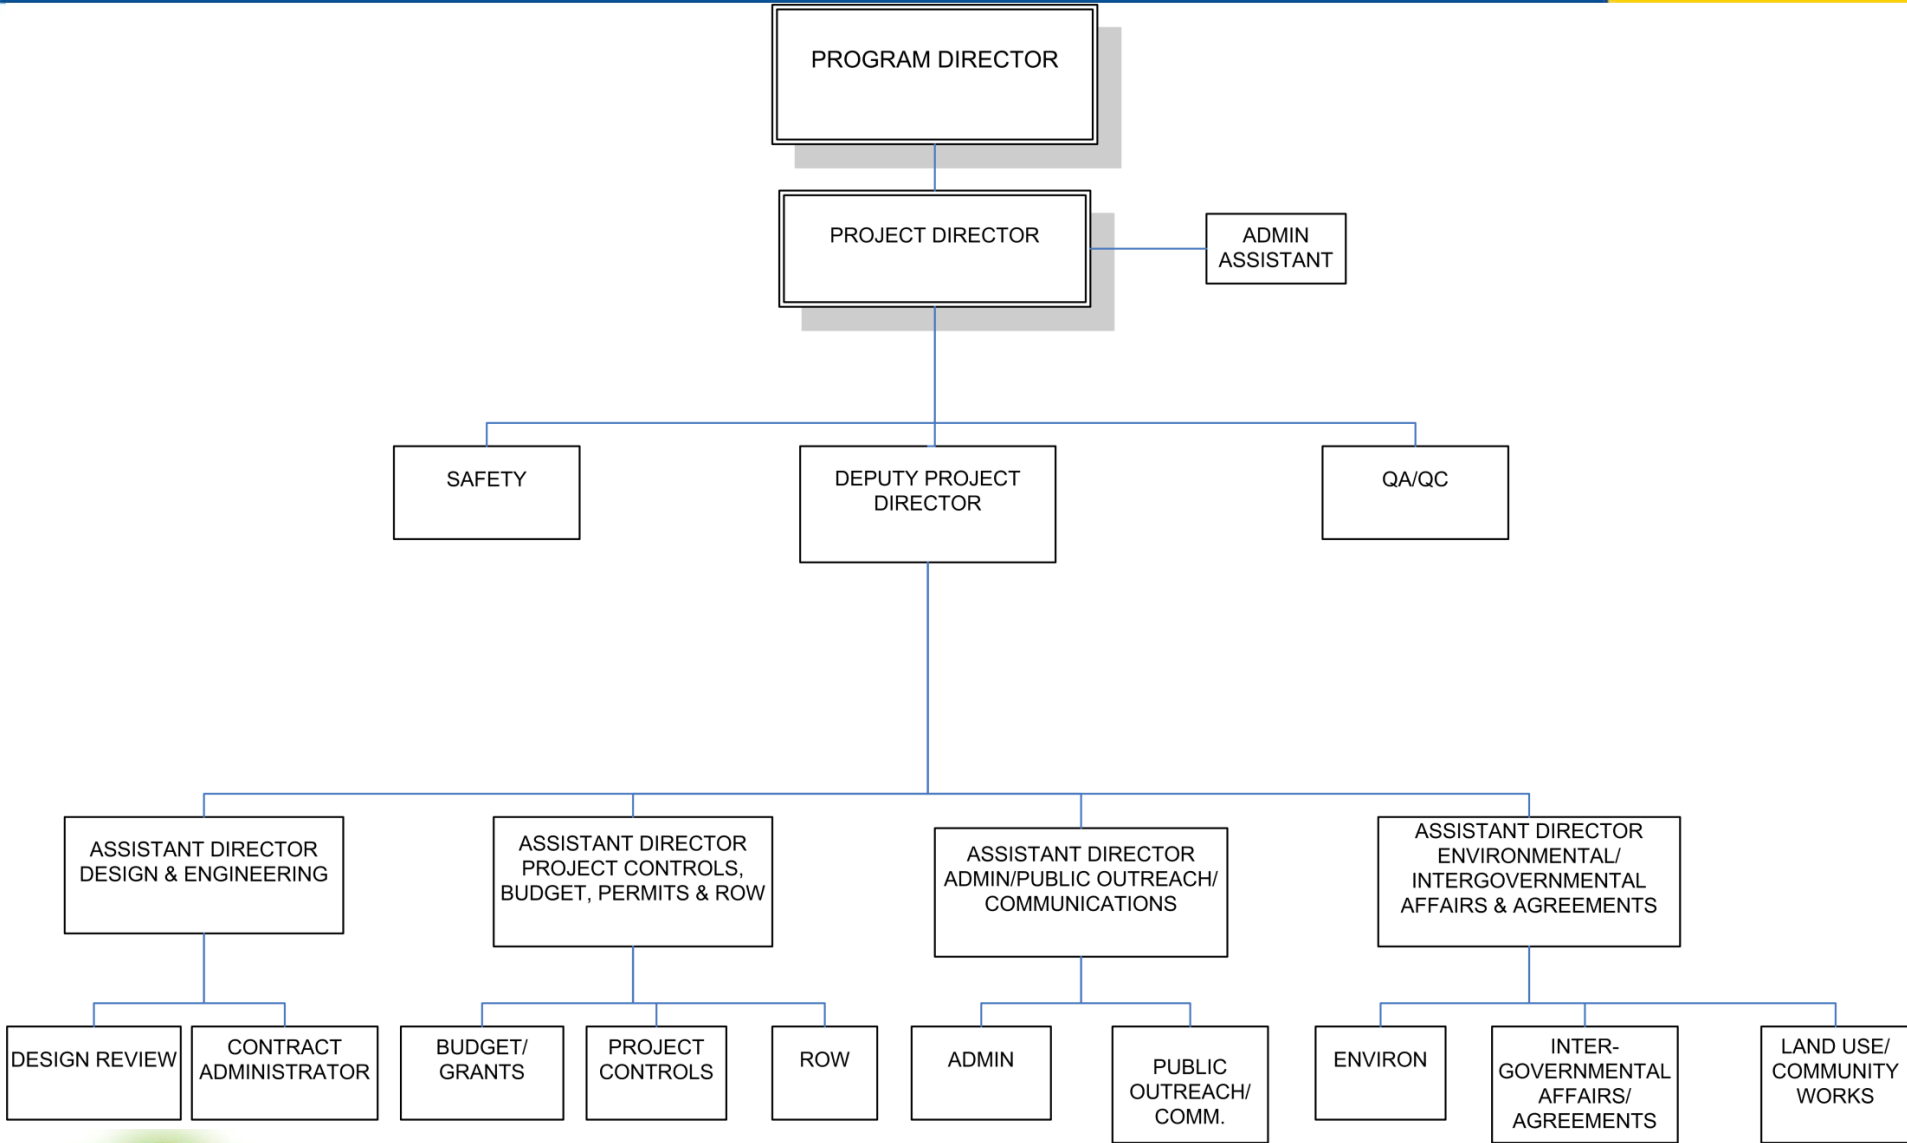 PROGRAM DIRECTOR
PROJECT DIRECTOR
ADMIN
ASSISTANT
SAFETY
DEPUTY PROJECT
DIRECTOR
QA/QC
ASSISTANT DIRECTOR
DESIGN & ENGINEERING
ASSISTANT DIRECTOR
PROJECT CONTROLS,
BUDGET, PERMITS & ROW
ASSISTANT DIRECTOR
ADMIN/PUBLIC OUTREACH/
COMMUNICATIONS
ASSISTANT DIRECTOR
ENVIRONMENTAL/
INTERGOVERNMENTAL
AFFAIRS & AGREEMENTS
DESIGN REVIEW
CONTRACT
ADMINISTRATOR
BUDGET/
GRANTS
PROJECT
CONTROLS
ROW
ADMIN
PUBLIC
OUTREACH/
COMM.
ENVIRON
INTER-
GOVERNMENTAL
AFFAIRS/
AGREEMENTS
LAND USE/
COMMUNITY
WORKS